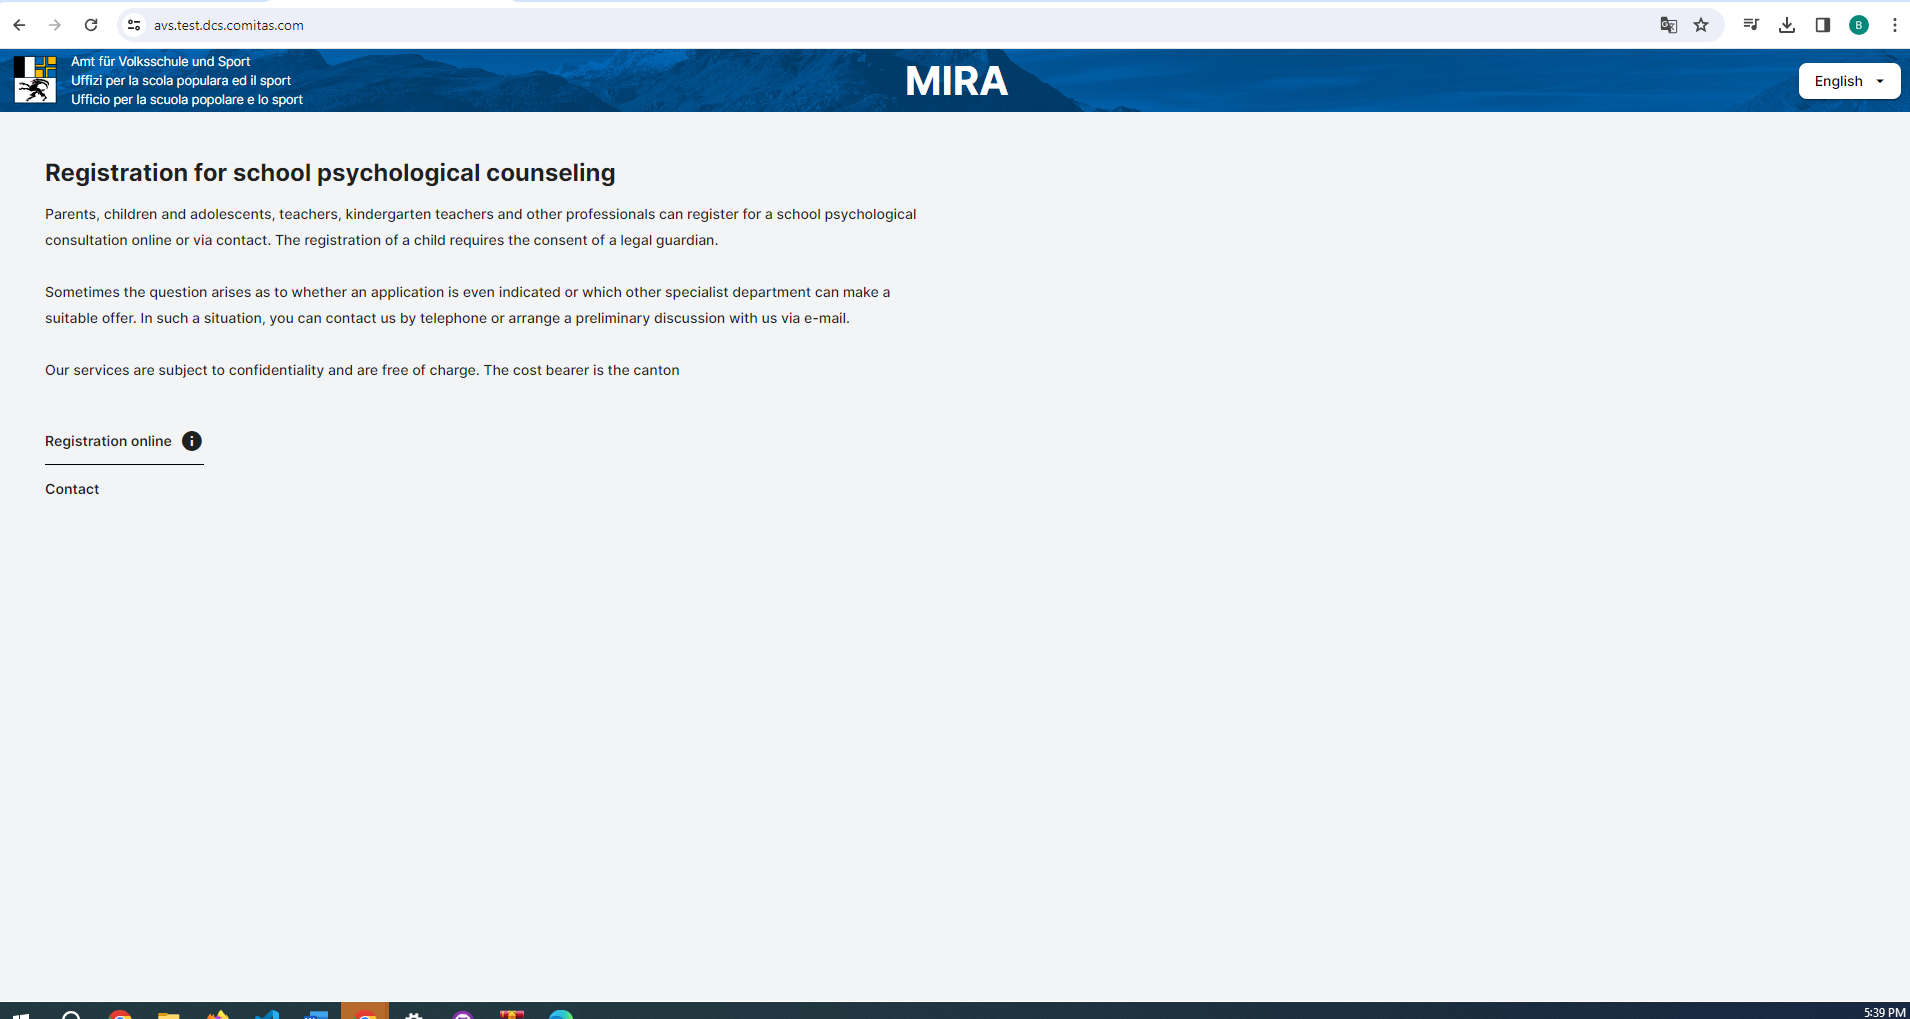 avs.test.dcs.comitas.com
B
Amt für Volksschule und Sport
Uffizi per la scola populara ed il sport
Ufficio per la scuola popolare e lo sport
MIRA
English
Registration for school psychological counseling
Parents, children and adolescents, teachers, kindergarten teachers and other professionals can register for a school psychological
consultation online or via contact. The registration of a child requires the consent of a legal guardian.
Sometimes the question arises as to whether an application is even indicated or which other specialist department can make a
suitable offer. In such a situation, you can contact us by telephone or arrange a preliminary discussion with us via e-mail.
Our services are subject to confidentiality and are free of charge. The cost bearer is the canton
Registration online
Contact
5:39 PM